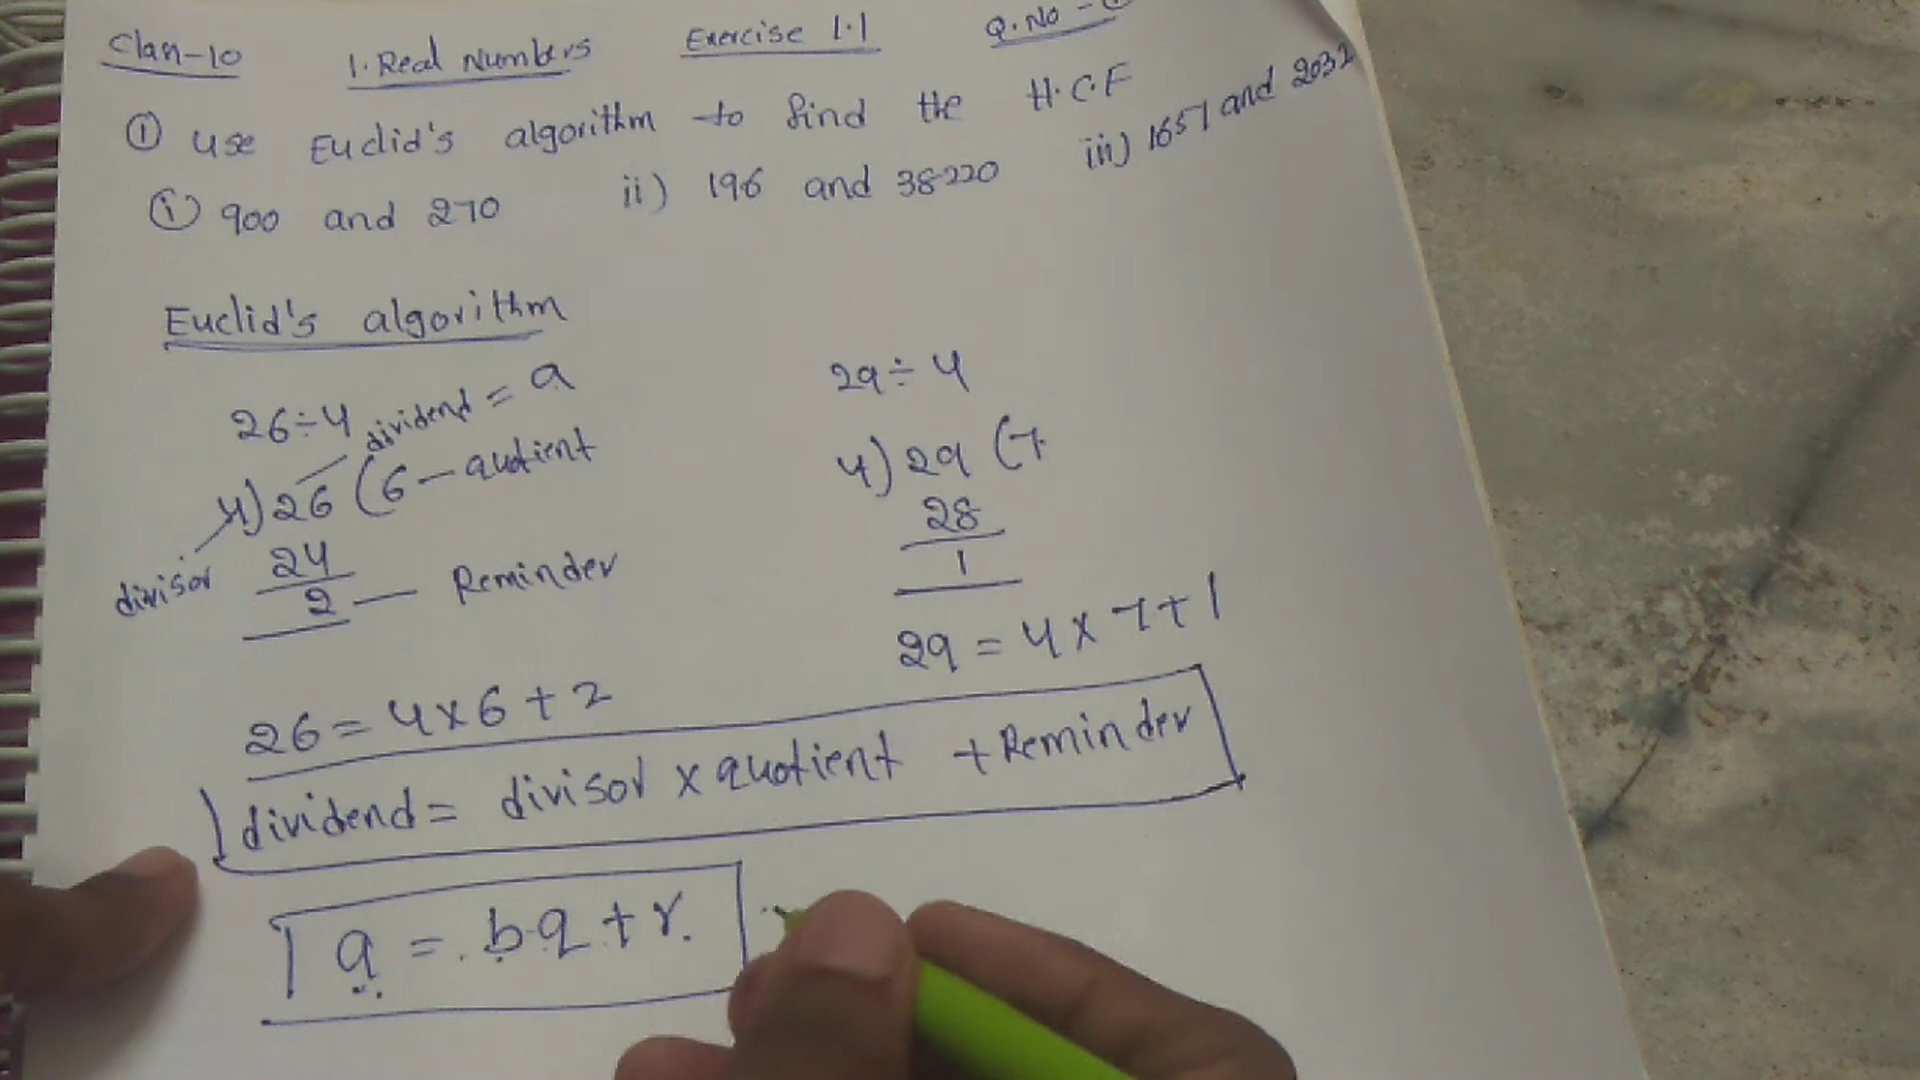 Class-10 1. Real Numbers Exercise 1.1 Q.No -
① use Euclid's algorithm to find the H.C.F
① 900 and 270 ii) 196 and 38220 iii) 1651 and 2032
Euclid's algorithm
26÷4 dividend = a
4)26(6 — quotient
divisor 24
2 — Reminder
26 = 4×6+2
29÷4
4)29(7
28
1
29 = 4×7+1
dividend = divisor × quotient + Reminder
a = bq + r